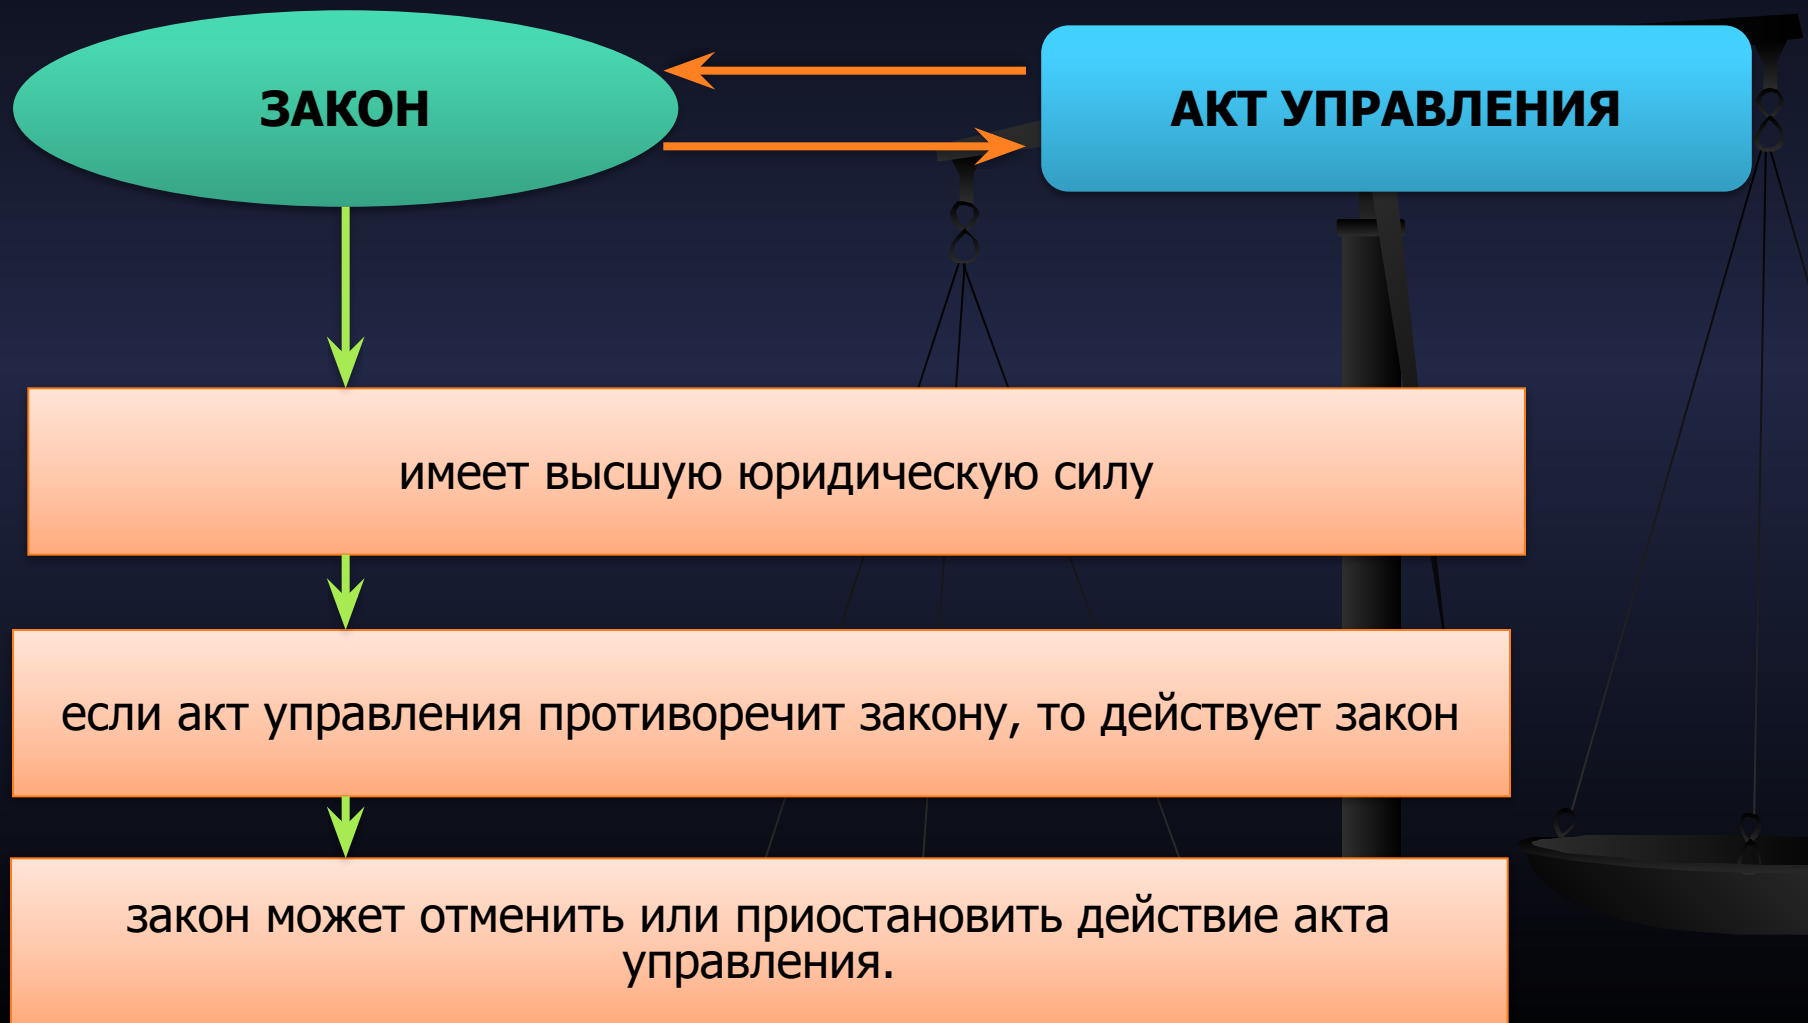 ЗАКОН
АКТ УПРАВЛЕНИЯ
имеет высшую юридическую силу
если акт управления противоречит закону, то действует закон
закон может отменить или приостановить действие акта
управления.